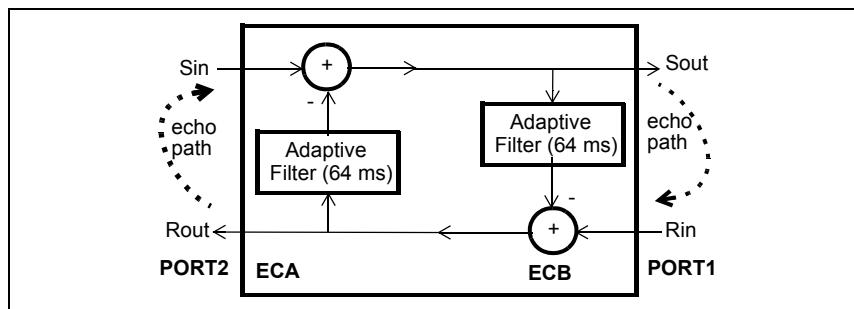 Sin
+
Sout
-
echo
path
Adaptive
Filter (64 ms)
Adaptive
Filter (64 ms)
echo
path
-
Rout
+
Rin
PORT2
ECA
ECB
PORT1